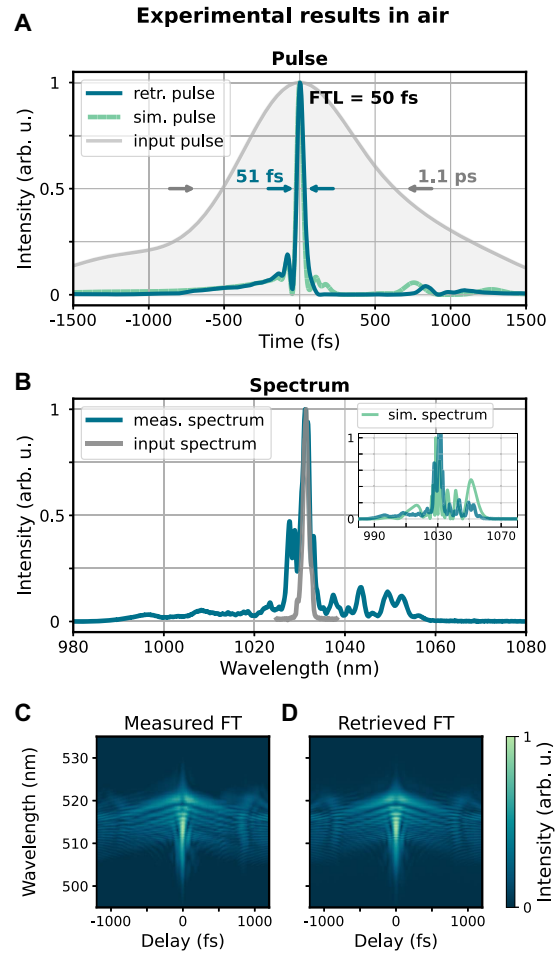 Experimental results in air
A
Pulse
retr. pulse
sim. pulse
input pulse
FTL = 50 fs
51 fs
1.1 ps
Intensity (arb. u.)
1
0.5
0
-1500 -1000 -500 0 500 1000 1500
Time (fs)
B
Spectrum
meas. spectrum
input spectrum
sim. spectrum
1
0
990 1030 1070
Intensity (arb. u.)
1
0.5
0
980 1000 1020 1040 1060 1080
Wavelength (nm)
C
Measured FT
D
Retrieved FT
Wavelength (nm)
530
520
510
500
-1000 0 1000
Delay (fs)
-1000 0 1000
Delay (fs)
1
0
Intensity (arb. u.)